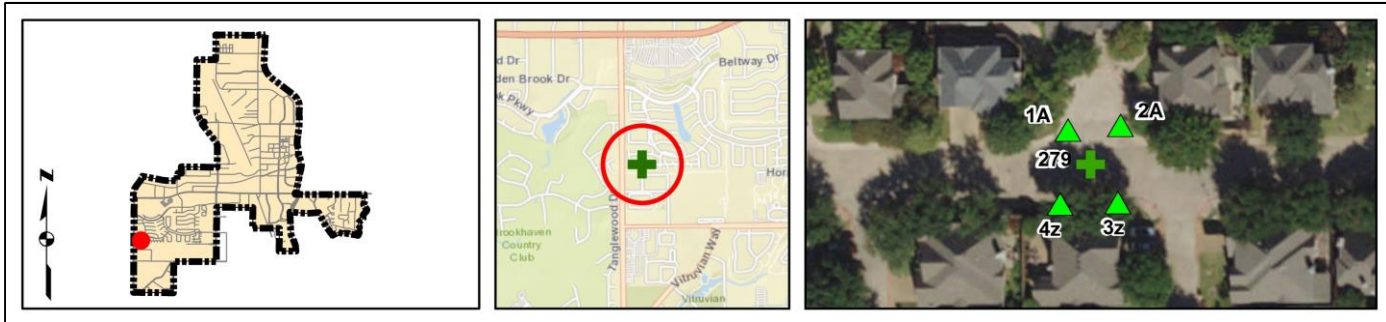 N
d Dr
den Brook Dr
ok Pkwy
Beltway Dr
Hor
Tanglewood D
Brookhaven
Country
Club
Vitruvian Way
Vitruvian
1A
2A
279
4z
3z